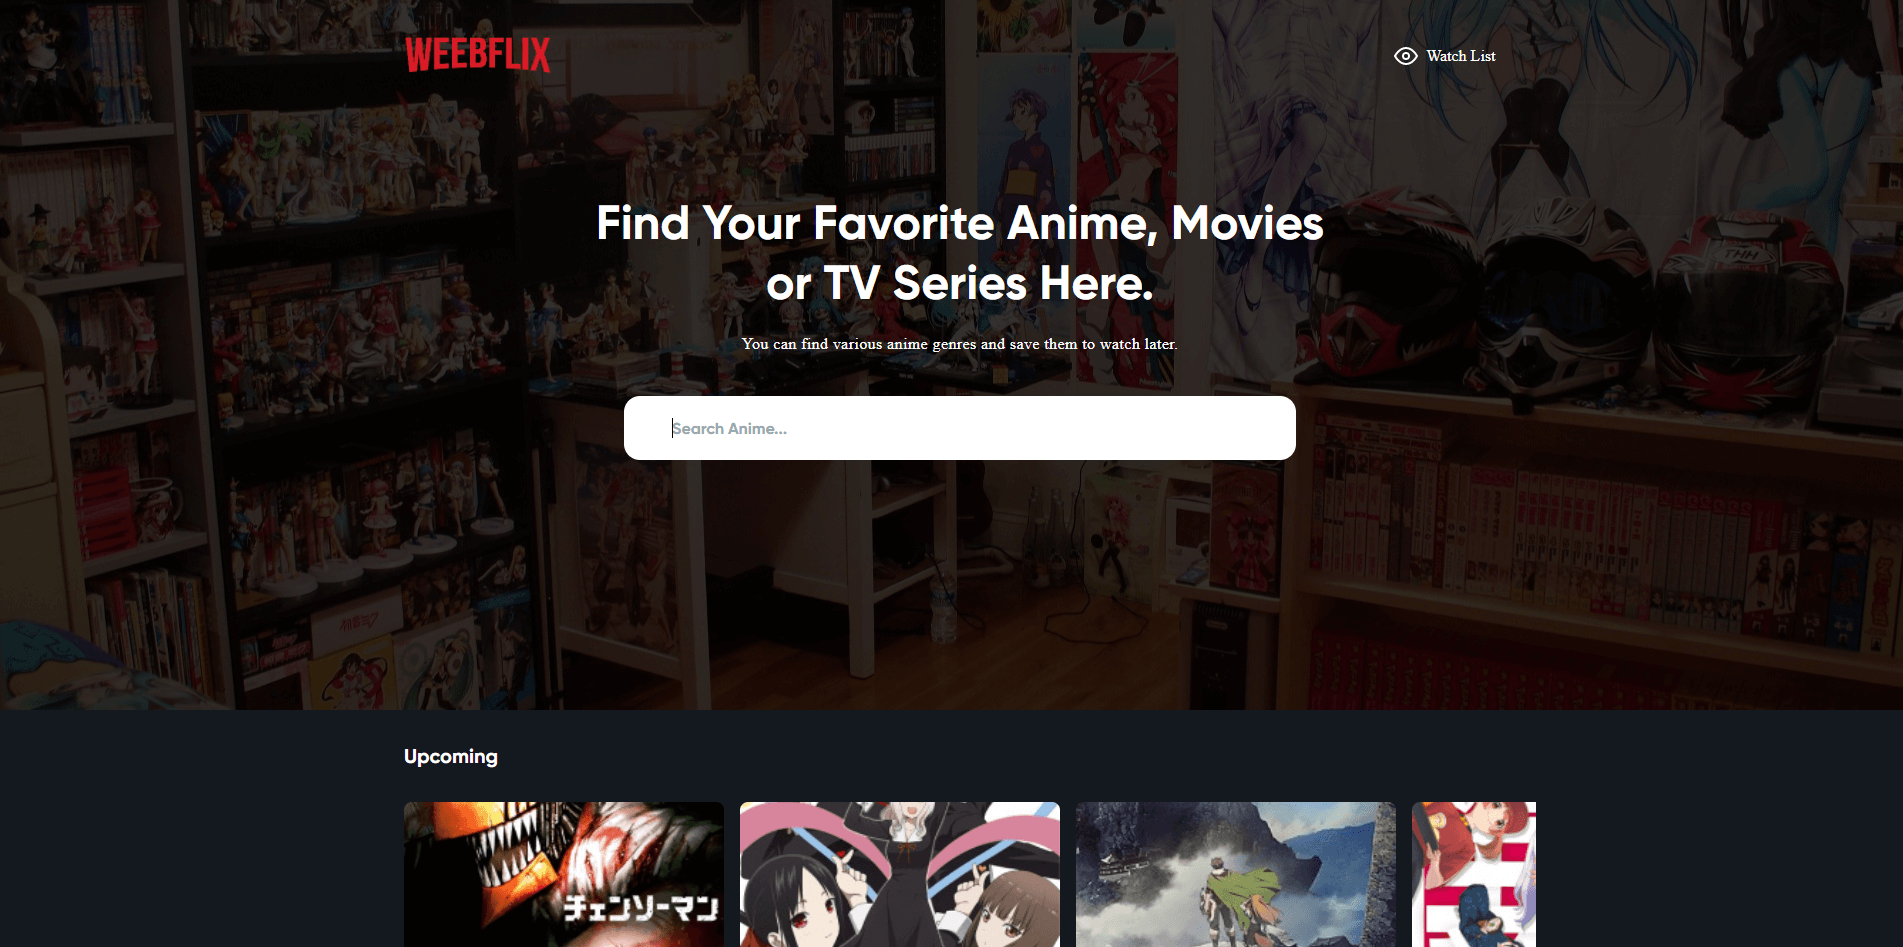 WEEBFLIX
Watch List
Find Your Favorite Anime, Movies
or TV Series Here.
You can find various anime genres and save them to watch later.
Search Anime...
THH
Upcoming
チェンソーマン